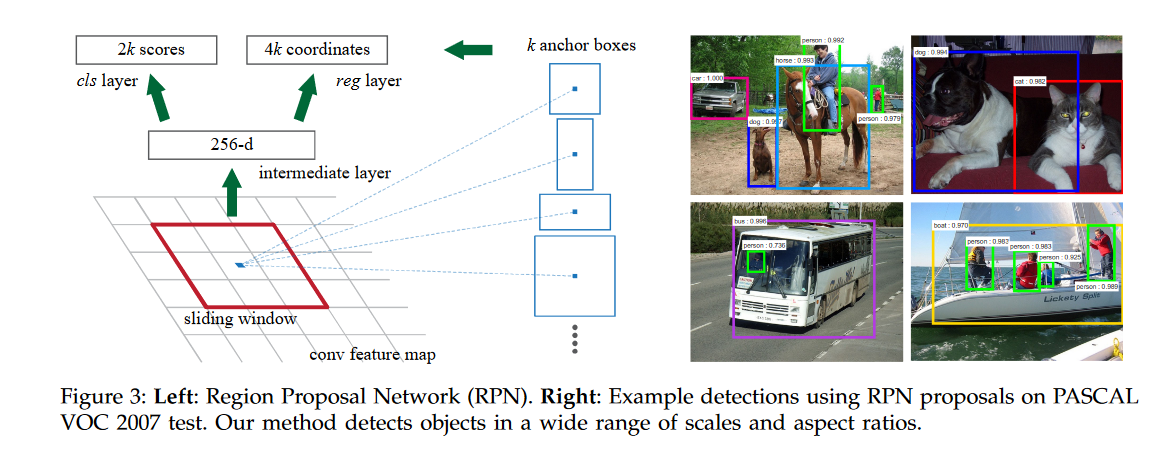 2k scores
4k coordinates
k anchor boxes
cls layer
reg layer
256-d
intermediate layer
sliding window
conv feature map
person : 0.992
horse : 0.993
car : 1.000
person : 0.979
dog : 0.997
dog : 0.994
cat : 0.982
bus : 0.996
person : 0.736
boat : 0.970
person : 0.983
person : 0.983
person : 0.925
person : 0.989
Lickety Split
Figure 3: Left: Region Proposal Network (RPN). Right: Example detections using RPN proposals on PASCAL
VOC 2007 test. Our method detects objects in a wide range of scales and aspect ratios.